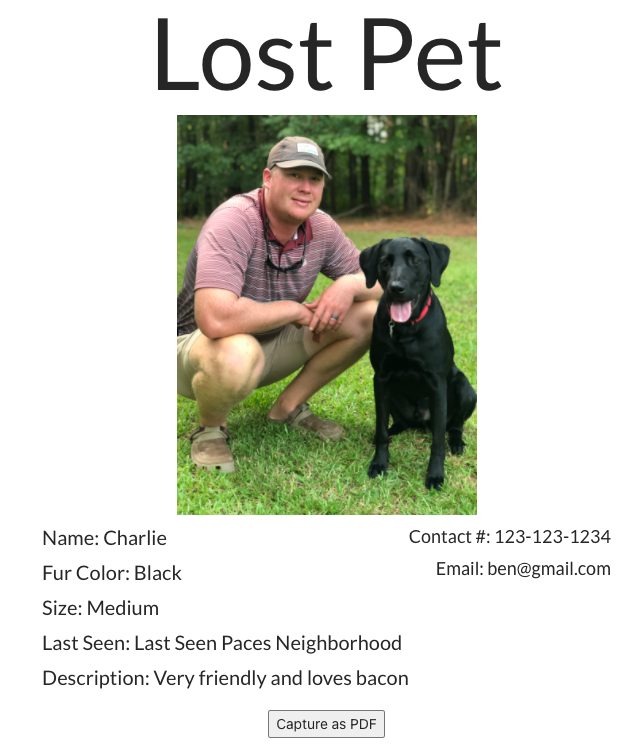 Lost Pet
Name: Charlie
Fur Color: Black
Size: Medium
Last Seen: Last Seen Paces Neighborhood
Description: Very friendly and loves bacon
Contact #: 123-123-1234
Email: ben@gmail.com
Capture as PDF